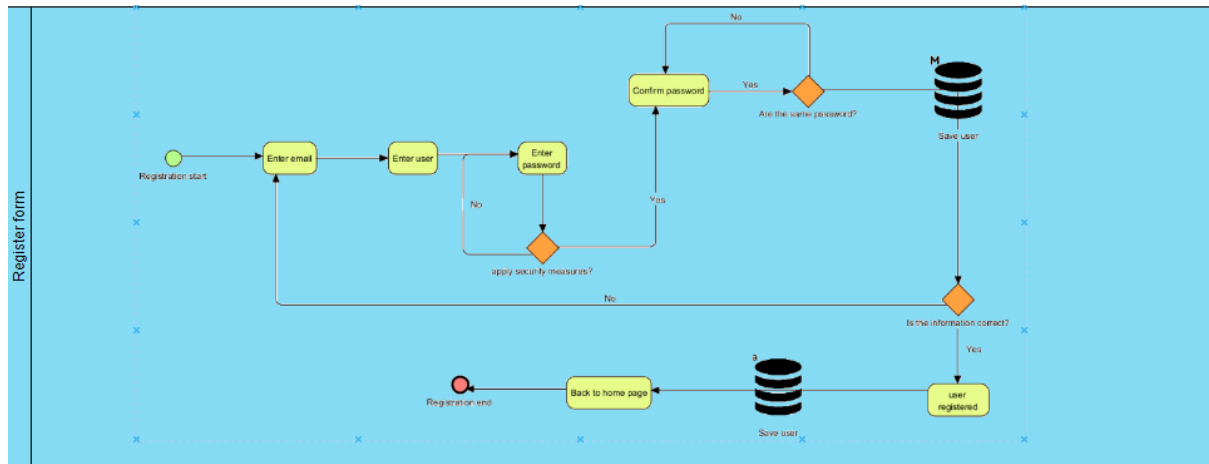 Register form
No
M
Confirm password
Yes
Are the same password?
Save user
Enter email
Enter user
Enter
password
Registration start
No
Yes
apply security measures?
No
Is the information correct?
Yes
a
Back to home page
user
registered
Registration end
Save user